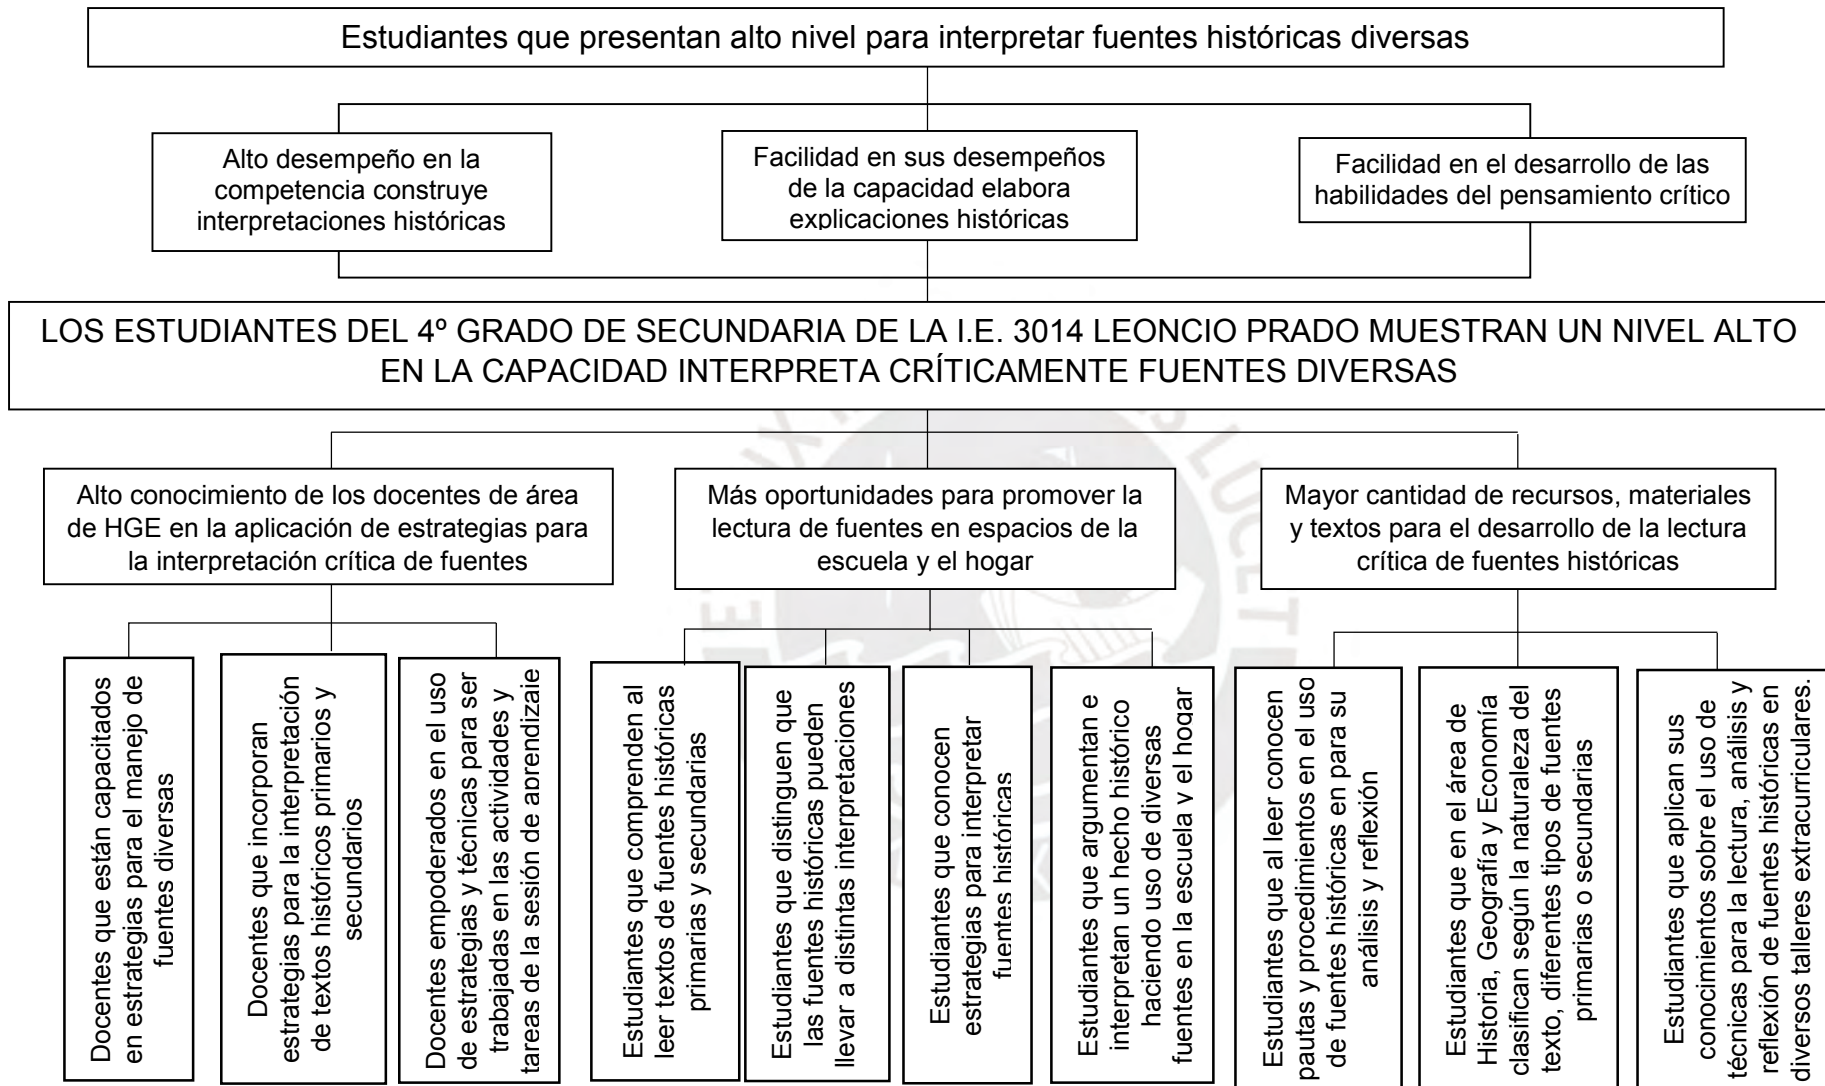 Estudiantes que presentan alto nivel para interpretar fuentes históricas diversas
Alto desempeño en la
competencia construye
interpretaciones históricas
Facilidad en sus desempeños
de la capacidad elabora
explicaciones históricas
Facilidad en el desarrollo de las
habilidades del pensamiento crítico
LOS ESTUDIANTES DEL 4º GRADO DE SECUNDARIA DE LA I.E. 3014 LEONCIO PRADO MUESTRAN UN NIVEL ALTO
EN LA CAPACIDAD INTERPRETA CRÍTICAMENTE FUENTES DIVERSAS
Alto conocimiento de los docentes de área
de HGE en la aplicación de estrategias para
la interpretación crítica de fuentes
Más oportunidades para promover la
lectura de fuentes en espacios de la
escuela y el hogar
Mayor cantidad de recursos, materiales
y textos para el desarrollo de la lectura
crítica de fuentes históricas
Docentes que están capacitados
en estrategias para el manejo de
fuentes diversas
Docentes que incorporan
estrategias para la interpretación
de textos históricos primarios y
secundarios
Docentes empoderados en el uso
de estrategias y técnicas para ser
trabajadas en las actividades y
tareas de la sesión de aprendizaje
Estudiantes que comprenden al
leer textos de fuentes históricas
primarias y secundarias
Estudiantes que distinguen que
las fuentes históricas pueden
llevar a distintas interpretaciones
Estudiantes que conocen
estrategias para interpretar
fuentes históricas
Estudiantes que argumentan e
interpretan un hecho histórico
haciendo uso de diversas
fuentes en la escuela y el hogar
Estudiantes que al leer conocen
pautas y procedimientos en el uso
de fuentes históricas en para su
análisis y reflexión
Estudiantes que en el área de
Historia, Geografía y Economía
clasifican según la naturaleza del
texto, diferentes tipos de fuentes
primarias o secundarias
Estudiantes que aplican sus
conocimientos sobre el uso de
técnicas para la lectura, análisis y
reflexión de fuentes históricas en
diversos talleres extracurriculares.